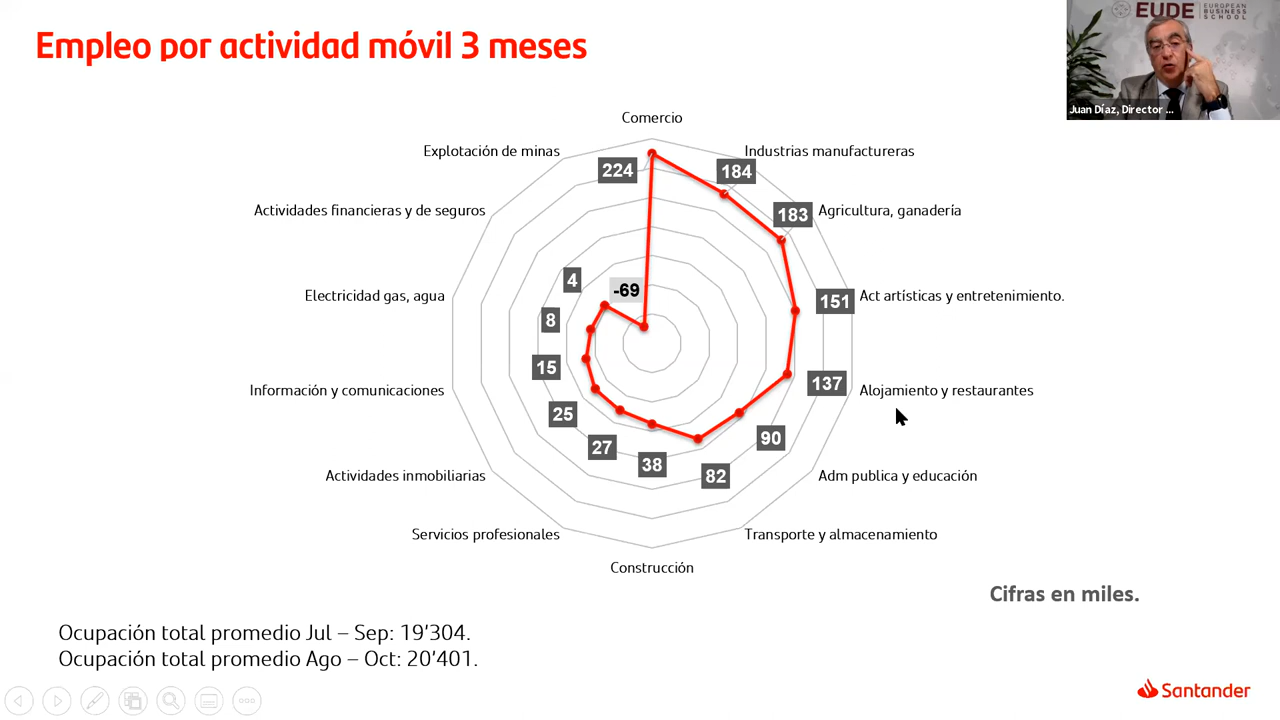 Empleo por actividad móvil 3 meses
EUDE EUROPEAN BUSINESS SCHOOL
Juan Díaz, Director ...
Comercio
Explotación de minas
Industrias manufactureras
224
184
Actividades financieras y de seguros
183
Agricultura, ganadería
4
-69
Electricidad gas, agua
151
Act artísticas y entretenimiento.
8
15
137
Información y comunicaciones
Alojamiento y restaurantes
25
90
27
38
82
Actividades inmobiliarias
Adm publica y educación
Servicios profesionales
Transporte y almacenamiento
Construcción
Cifras en miles.
Ocupación total promedio Jul – Sep: 19’304.
Ocupación total promedio Ago – Oct: 20’401.
Santander